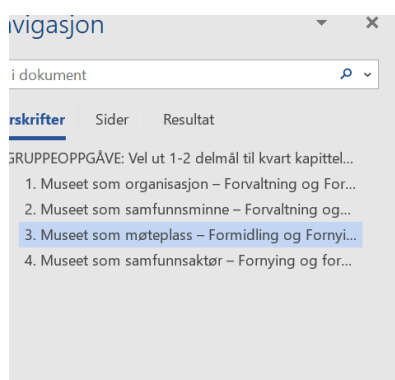 avigasjon
i dokument
rskrifter Sider Resultat
GRUPPEOPPGÅVE: Vel ut 1-2 delmål til kvart kapittel...
1. Museet som organisasjon – Forvaltning og For...
2. Museet som samfunnsminne – Forvaltning og...
3. Museet som møteplass – Formidling og Fornyi...
4. Museet som samfunnsaktør – Fornying og for...